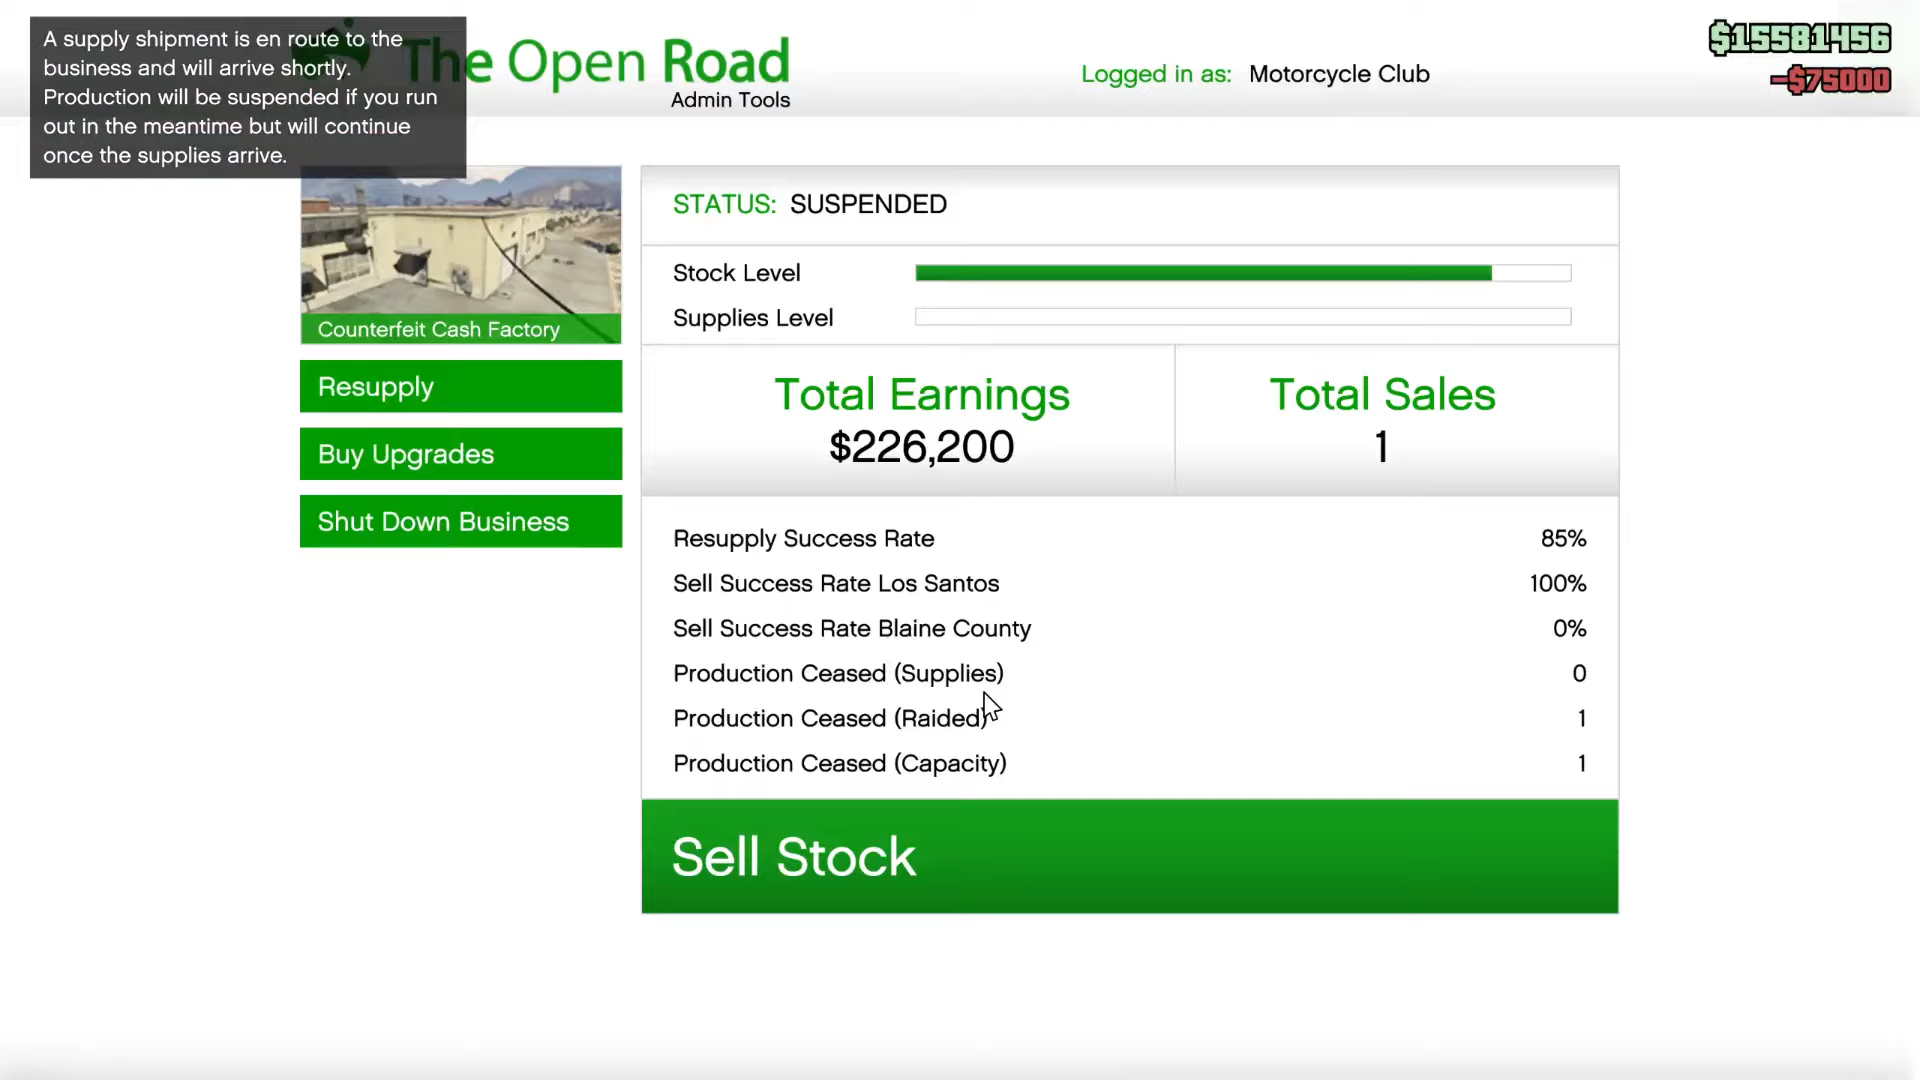 A supply shipment is en route to the
business and will arrive shortly.
Production will be suspended if you run
out in the meantime but will continue
once the supplies arrive.
The Open Road
Admin Tools
Logged in as: Motorcycle Club
$15581456
-$75000
Counterfeit Cash Factory
Resupply
Buy Upgrades
Shut Down Business
STATUS: SUSPENDED
Stock Level
Supplies Level
Total Earnings
$226,200
Total Sales
1
Resupply Success Rate 85%
Sell Success Rate Los Santos 100%
Sell Success Rate Blaine County 0%
Production Ceased (Supplies) 0
Production Ceased (Raided) 1
Production Ceased (Capacity) 1
Sell Stock